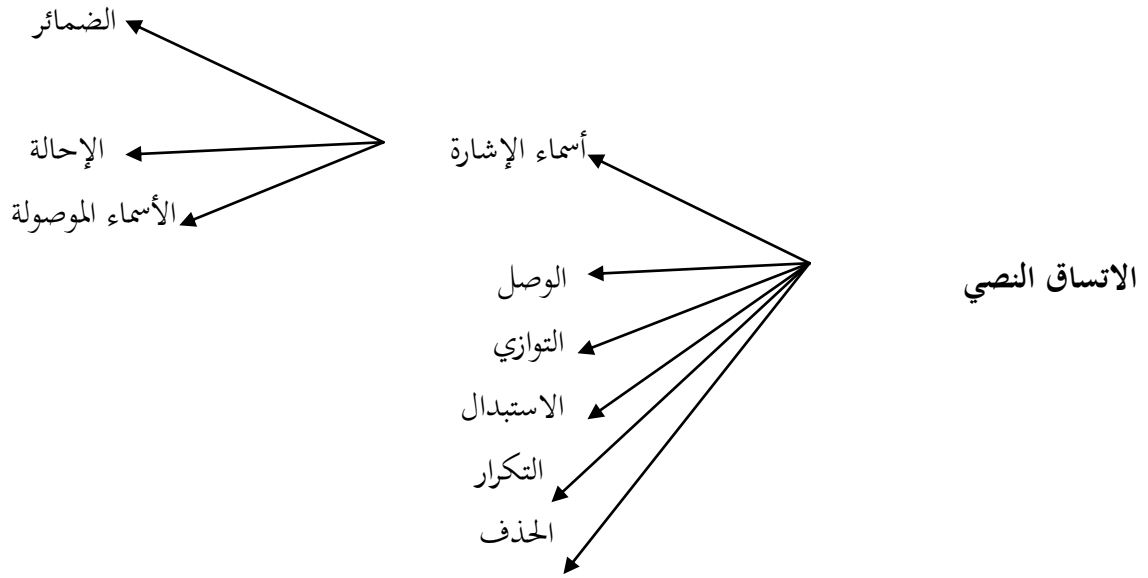 الضمائر
أسماء الإشارة
الإحالة
الأسماء الموصولة
الاتساق النصي
الوصل
التوازي
الاستبدال
التكرار
الحذف